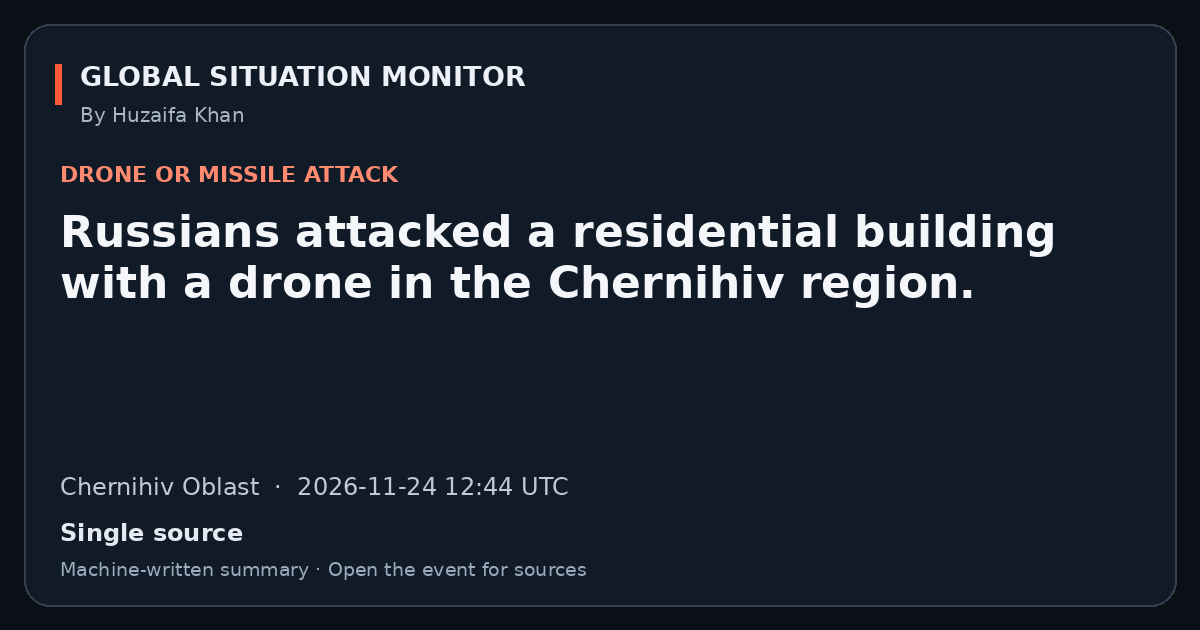 GLOBAL SITUATION MONITOR
By Huzaifa Khan
DRONE OR MISSILE ATTACK
Russians attacked a residential building
with a drone in the Chernihiv region.
Chernihiv Oblast · 2026-11-24 12:44 UTC
Single source
Machine-written summary · Open the event for sources